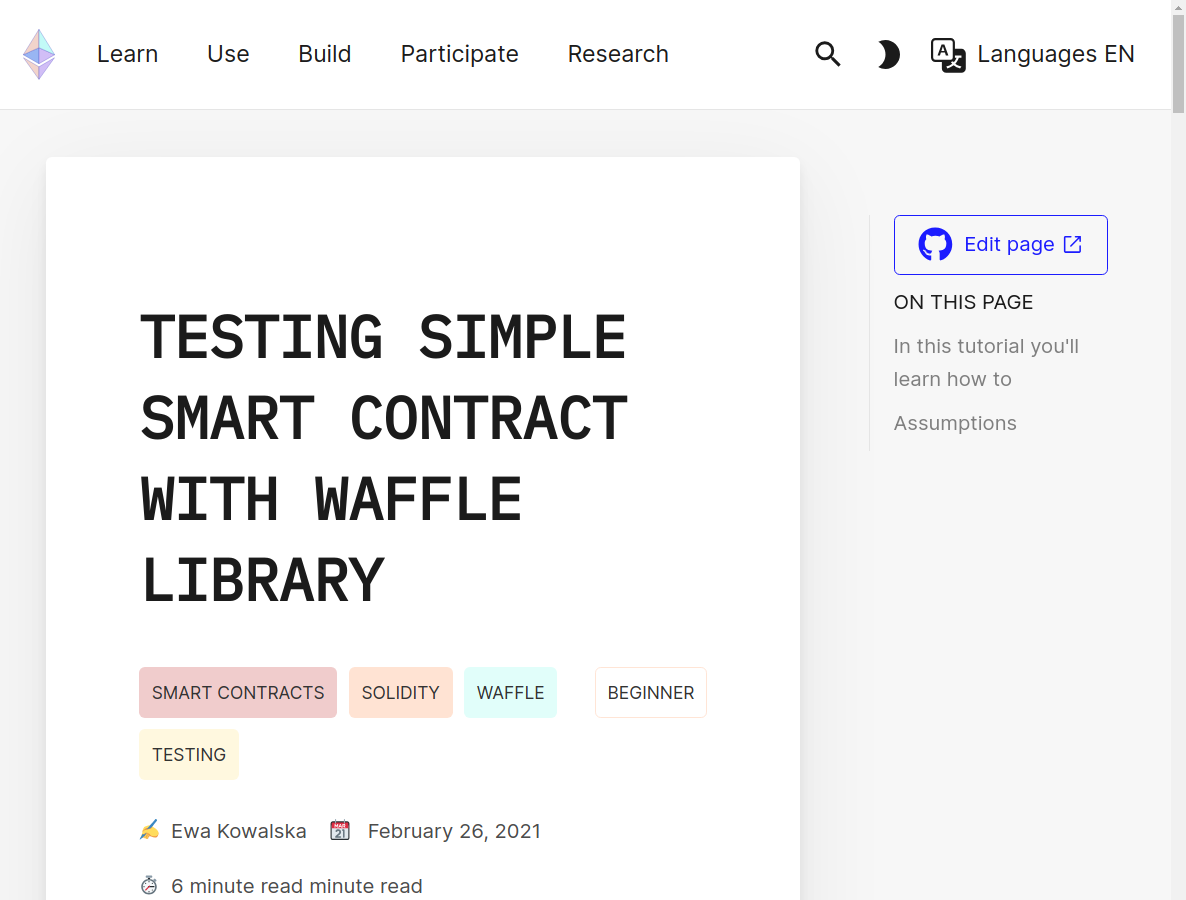 Learn Use Build Participate Research Languages EN
TESTING SIMPLE
SMART CONTRACT
WITH WAFFLE
LIBRARY
SMART CONTRACTS SOLIDITY WAFFLE BEGINNER
TESTING
Ewa Kowalska February 26, 2021
6 minute read minute read
Edit page
ON THIS PAGE
In this tutorial you'll
learn how to
Assumptions